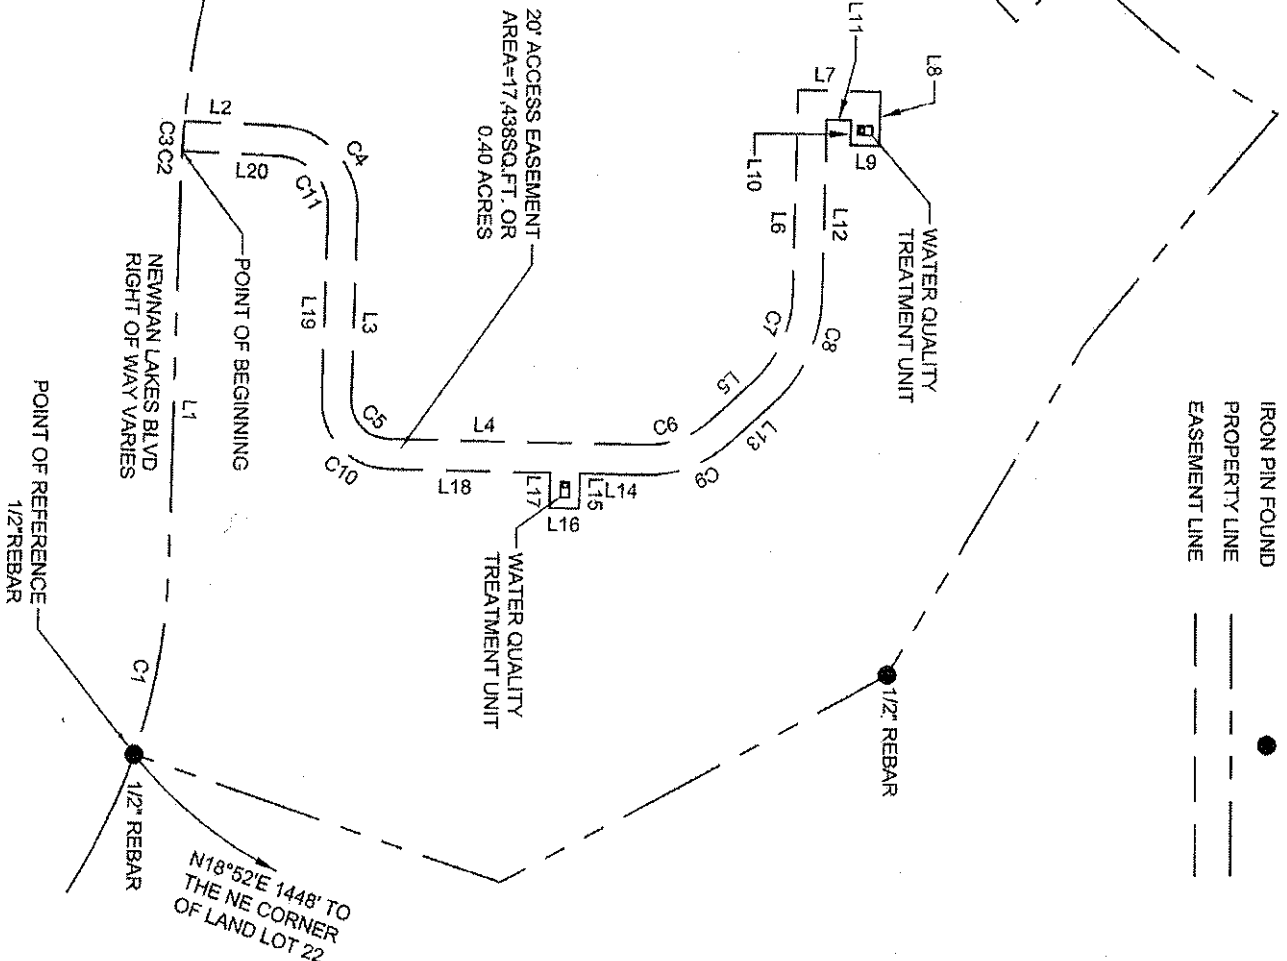 IRON PIN FOUND
PROPERTY LINE
EASEMENT LINE
L11
L8
L7
L9
L10
L6
L12
WATER QUALITY
TREATMENT UNIT
C7
C8
L5
L13
C6
C9
20' ACCESS EASEMENT
AREA=17,438SQ.FT. OR
0.40 ACRES
L2
C3
C2
L20
C4
C11
L3
L19
POINT OF BEGINNING
NEWNAN LAKES BLVD
RIGHT OF WAY VARIES
L1
C5
C10
L4
L18
L17
L15
L14
L16
WATER QUALITY
TREATMENT UNIT
POINT OF REFERENCE
1/2"REBAR
C1
1/2" REBAR
1/2" REBAR
N18°52'E 1448' TO
THE NE CORNER
OF LAND LOT 22